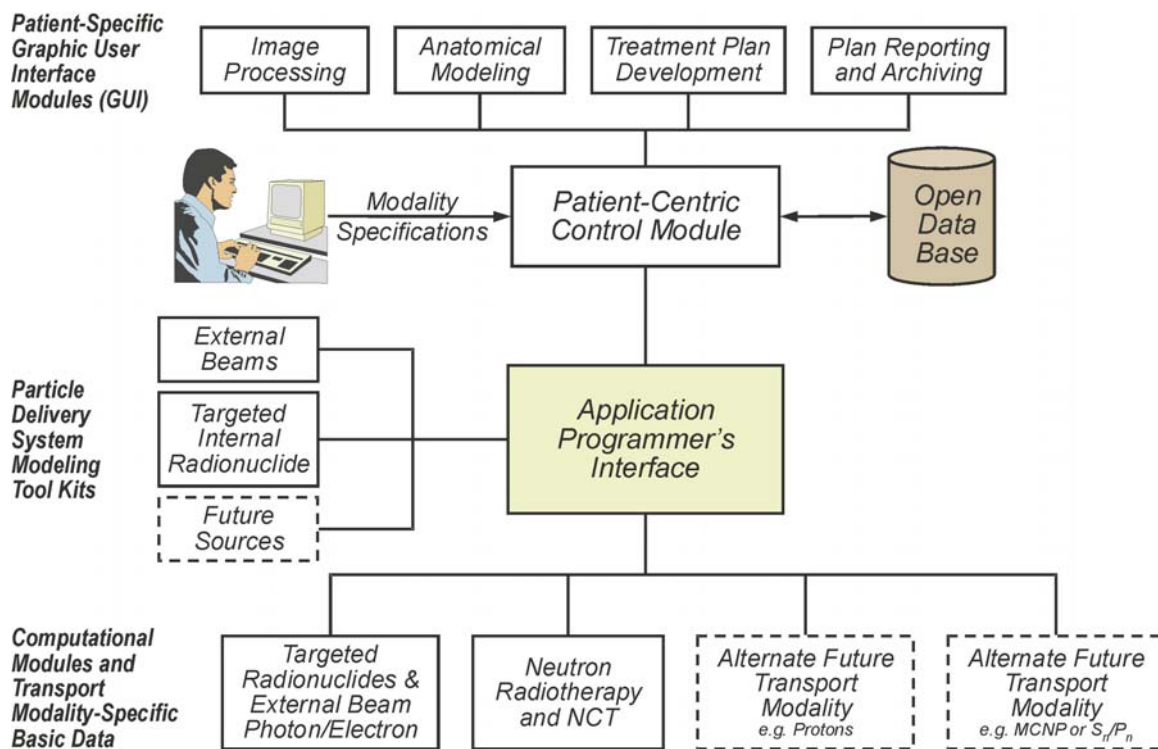 Patient-Specific
Graphic User
Interface
Modules (GUI)
Image
Processing
Anatomical
Modeling
Treatment Plan
Development
Plan Reporting
and Archiving
Modality
Specifications
Patient-Centric
Control Module
Open
Data
Base
Particle
Delivery
System
Modeling
Tool Kits
External
Beams
Targeted
Internal
Radionuclide
Future
Sources
Application
Programmer's
Interface
Computational
Modules and
Transport
Modality-Specific
Basic Data
Targeted
Radionuclides &
External Beam
Photon/Electron
Neutron
Radiotherapy
and NCT
Alternate Future
Transport
Modality
e.g. Protons
Alternate Future
Transport
Modality
e.g. MCNP or Sn/Pn